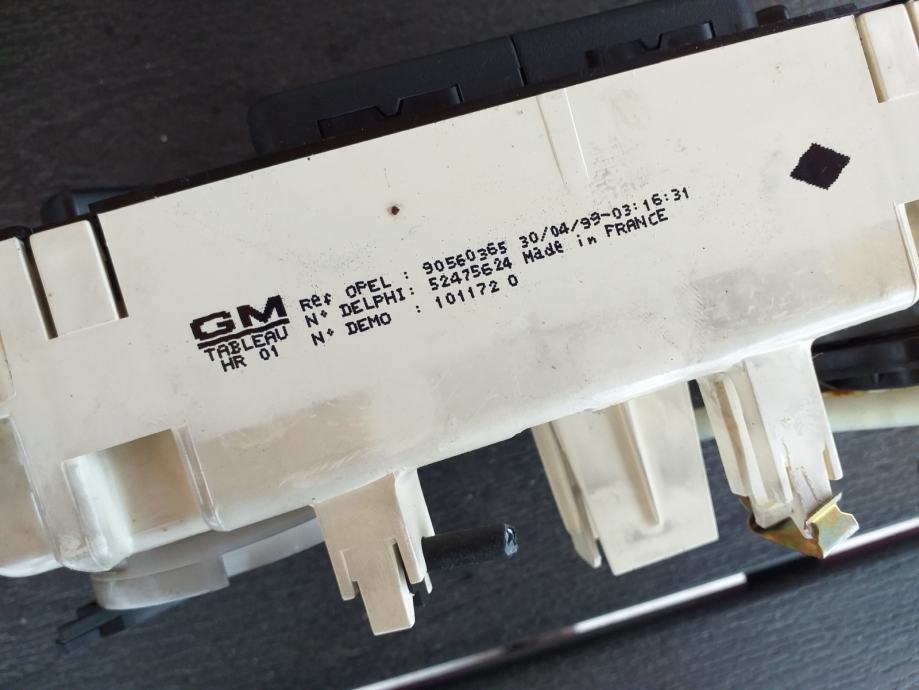 GM
TABLEAU
HR 01
Ref OPEL : 90560365 30/04/99-03:16:31
N° DELPHI: 52475624 Made in FRANCE
N° DEMO : 101172 0